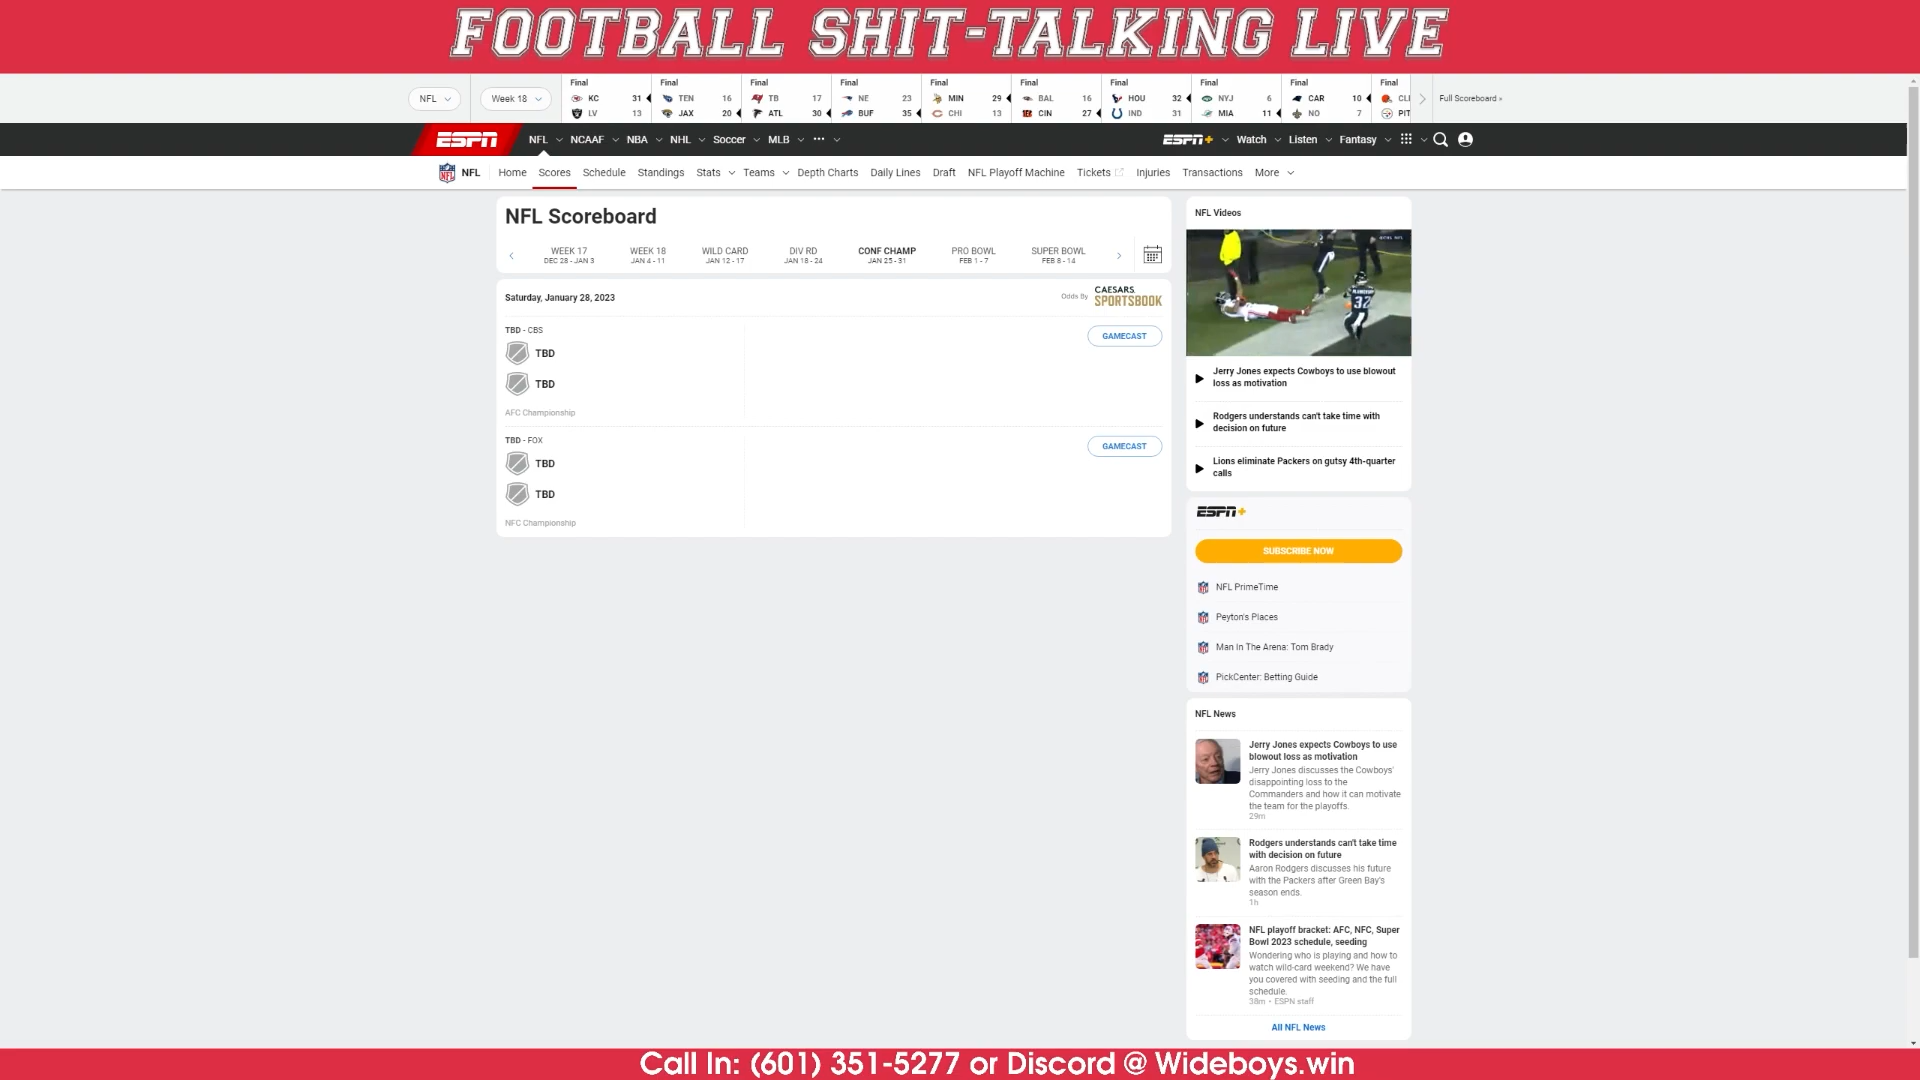 FOOTBALL SHIT-TALKING LIVE
NFL
Week 18
Final
KC 31
LV 13
Final
TEN 16
JAX 20
Final
TB 17
ATL 30
Final
NE 23
BUF 35
Final
MIN 29
CHI 13
Final
BAL 16
CIN 27
Final
HOU 32
IND 31
Final
NYJ 6
MIA 11
Final
CAR 10
NO 7
Final
CL
PIT
Full Scoreboard »
ESPN NFL NCAAF NBA NHL Soccer MLB ••• ESPN+ Watch Listen Fantasy
NFL Home Scores Schedule Standings Stats Teams Depth Charts Daily Lines Draft NFL Playoff Machine Tickets Injuries Transactions More
NFL Scoreboard
WEEK 17
DEC 28 - JAN 3
WEEK 18
JAN 4 - 11
WILD CARD
JAN 12 - 17
DIV RD
JAN 18 - 24
CONF CHAMP
JAN 25 - 31
PRO BOWL
FEB 1 - 7
SUPER BOWL
FEB 8 - 14
Saturday, January 28, 2023
Odds By CAESARS SPORTSBOOK
TBD - CBS
GAMECAST
TBD
TBD
AFC Championship
TBD - FOX
GAMECAST
TBD
TBD
NFC Championship
NFL Videos
32
Jerry Jones expects Cowboys to use blowout
loss as motivation
Rodgers understands can't take time with
decision on future
Lions eliminate Packers on gutsy 4th-quarter
calls
ESPN+
SUBSCRIBE NOW
NFL PrimeTime
Peyton's Places
Man In The Arena: Tom Brady
PickCenter: Betting Guide
NFL News
Jerry Jones expects Cowboys to use
blowout loss as motivation
Jerry Jones discusses the Cowboys'
disappointing loss to the
Commanders and how it can motivate
the team for the playoffs.
29m
Rodgers understands can't take time
with decision on future
Aaron Rodgers discusses his future
with the Packers after Green Bay's
season ends.
1h
NFL playoff bracket: AFC, NFC, Super
Bowl 2023 schedule, seeding
Wondering who is playing and how to
watch wild-card weekend? We have
you covered with seeding and the full
schedule.
38m • ESPN staff
All NFL News
Call In: (601) 351-5277 or Discord @ Wideboys.win